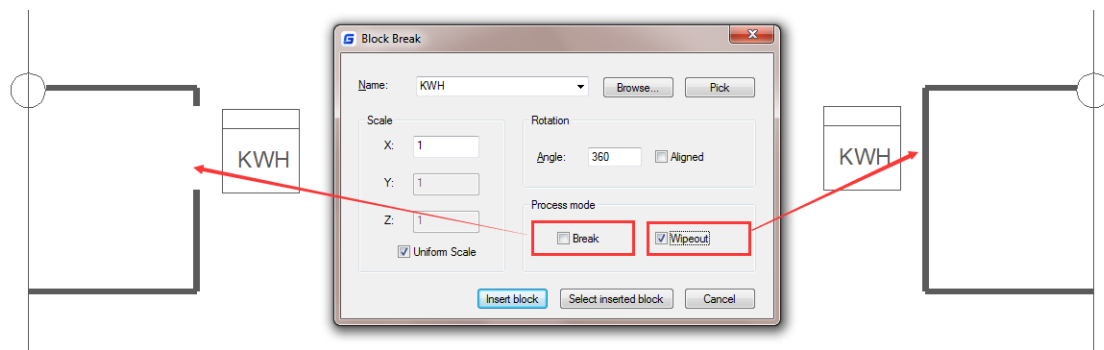 Block Break
Name: KWH Browse... Pick
Scale
X: 1
Y: 1
Z: 1
Uniform Scale
Rotation
Angle: 360 Aligned
Process mode
Break Wipeout
Insert block Select inserted block Cancel
KWH
KWH